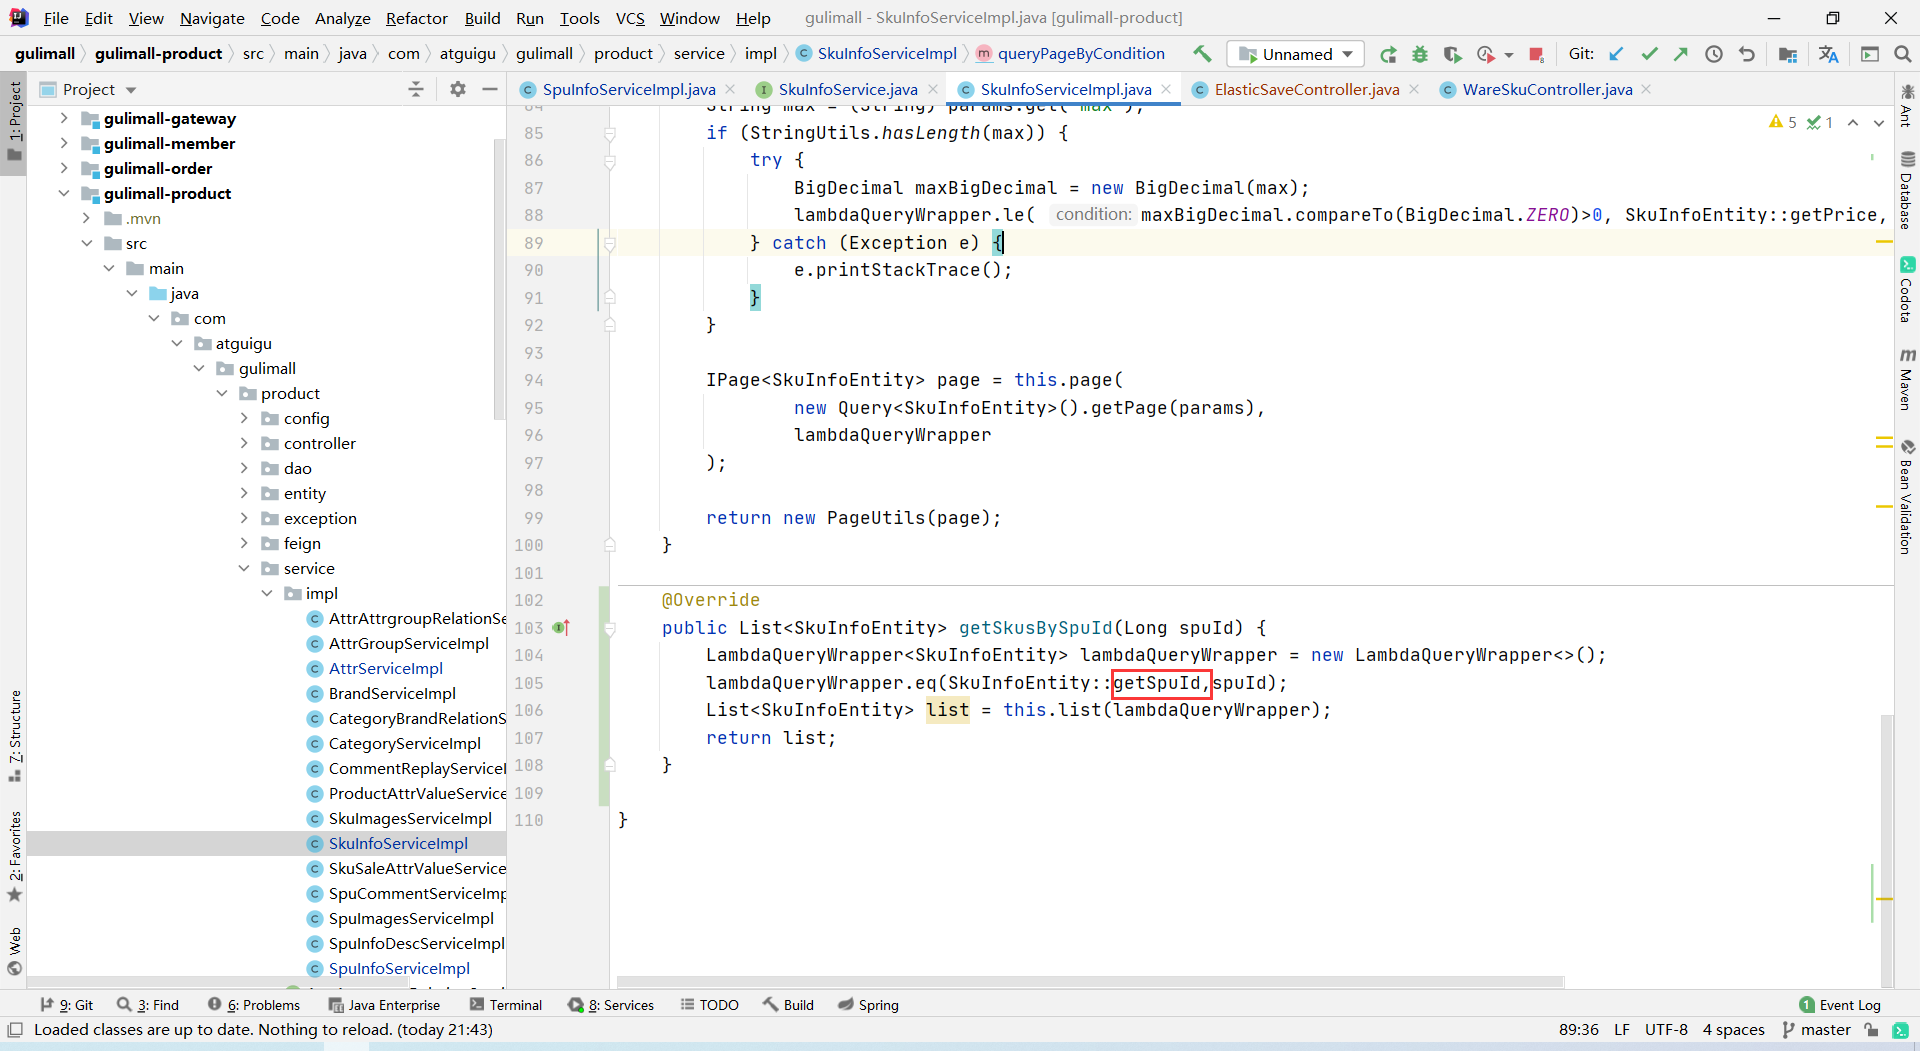 File Edit View Navigate Code Analyze Refactor Build Run Tools VCS Window Help gulimall - SkuInfoServiceImpl.java [gulimall-product]
gulimall gulimall-product src main java com atguigu gulimall product service impl SkuInfoServiceImpl queryPageByCondition Unnamed Git:
Project
SpuInfoServiceImpl.java SkuInfoService.java SkuInfoServiceImpl.java ElasticSaveController.java WareSkuController.java
1: Project
7: Structure
2: Favorites
Web
gulimall-gateway
gulimall-member
gulimall-order
gulimall-product
.mvn
src
main
java
com
atguigu
gulimall
product
config
controller
dao
entity
exception
feign
service
impl
AttrAttrgroupRelationSe
AttrGroupServiceImpl
AttrServiceImpl
BrandServiceImpl
CategoryBrandRelationS
CategoryServiceImpl
CommentReplayServiceI
ProductAttrValueService
SkuImagesServiceImpl
SkuInfoServiceImpl
SkuSaleAttrValueService
SpuCommentServiceImp
SpuImagesServiceImpl
SpuInfoDescServiceImpl
SpuInfoServiceImpl
5 1
84 String max = (String) params.get("max");
85 if (StringUtils.hasLength(max)) {
86 try {
87 BigDecimal maxBigDecimal = new BigDecimal(max);
88 lambdaQueryWrapper.le( condition: maxBigDecimal.compareTo(BigDecimal.ZERO)>0, SkuInfoEntity::getPrice,
89 } catch (Exception e) {
90 e.printStackTrace();
91 }
92 }
93
94 IPage<SkuInfoEntity> page = this.page(
95 new Query<SkuInfoEntity>().getPage(params),
96 lambdaQueryWrapper
97 );
98
99 return new PageUtils(page);
100 }
101
102 @Override
103 public List<SkuInfoEntity> getSkusBySpuId(Long spuId) {
104 LambdaQueryWrapper<SkuInfoEntity> lambdaQueryWrapper = new LambdaQueryWrapper<>();
105 lambdaQueryWrapper.eq(SkuInfoEntity::getSpuId,spuId);
106 List<SkuInfoEntity> list = this.list(lambdaQueryWrapper);
107 return list;
108 }
109
110 }
Ant
Database
Codota
Maven
Bean Validation
9: Git 3: Find 6: Problems Java Enterprise Terminal 8: Services TODO Build Spring 1 Event Log
Loaded classes are up to date. Nothing to reload. (today 21:43) 89:36 LF UTF-8 4 spaces master